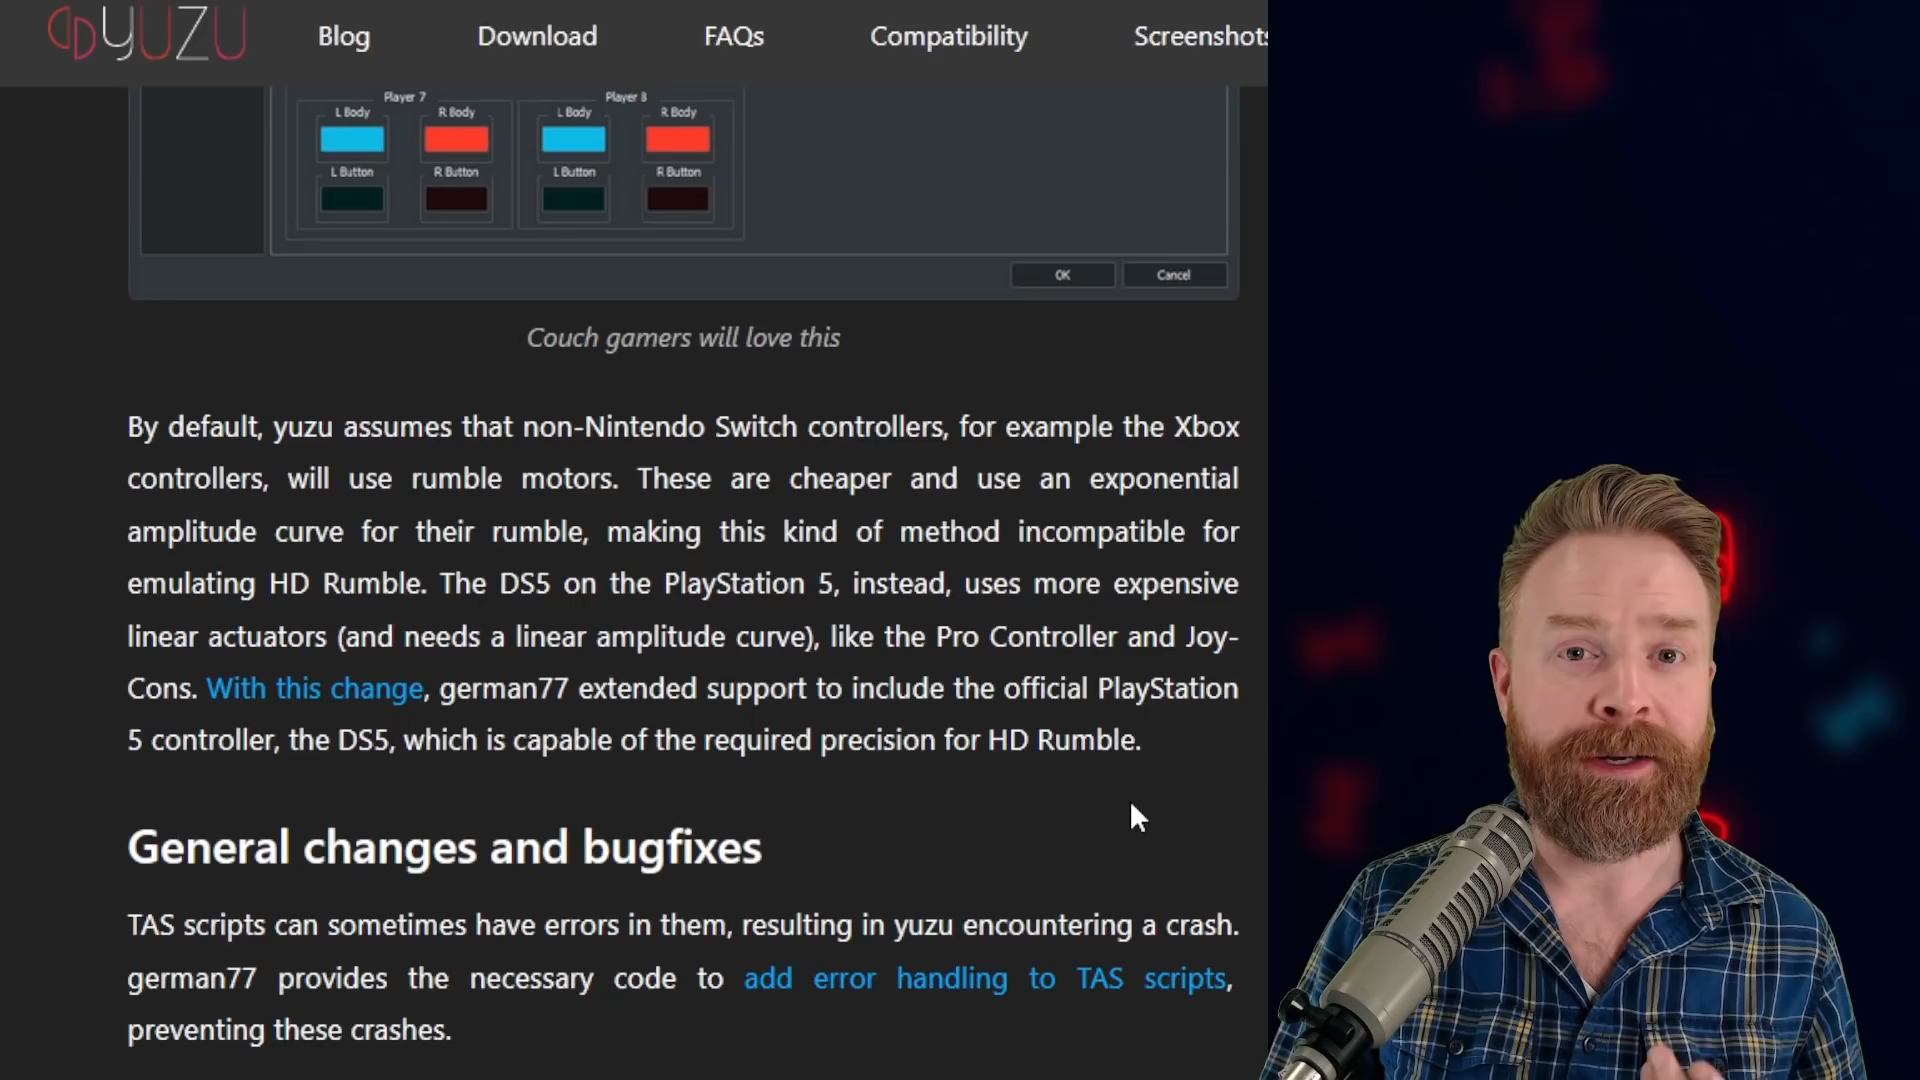 YUZU Blog Download FAQs Compatibility Screenshots
Player 7 Player 8
L Body R Body L Body R Body
L Button R Button L Button R Button
OK Cancel
Couch gamers will love this
By default, yuzu assumes that non-Nintendo Switch controllers, for example the Xbox
controllers, will use rumble motors. These are cheaper and use an exponential
amplitude curve for their rumble, making this kind of method incompatible for
emulating HD Rumble. The DS5 on the PlayStation 5, instead, uses more expensive
linear actuators (and needs a linear amplitude curve), like the Pro Controller and Joy-
Cons. With this change, german77 extended support to include the official PlayStation
5 controller, the DS5, which is capable of the required precision for HD Rumble.
General changes and bugfixes
TAS scripts can sometimes have errors in them, resulting in yuzu encountering a crash.
german77 provides the necessary code to add error handling to TAS scripts,
preventing these crashes.